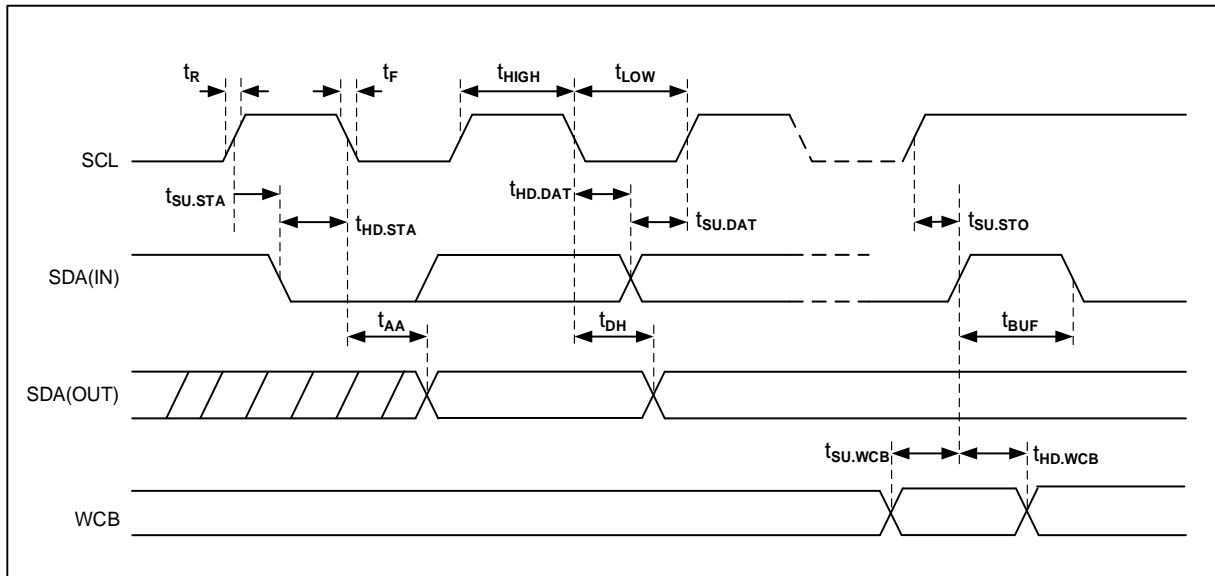 tR
tF
tHIGH
tLOW
SCL
tSU.STA
tHD.STA
tHD.DAT
tSU.DAT
tSU.STO
SDA(IN)
tAA
tDH
tBUF
SDA(OUT)
tSU.WCB
tHD.WCB
WCB